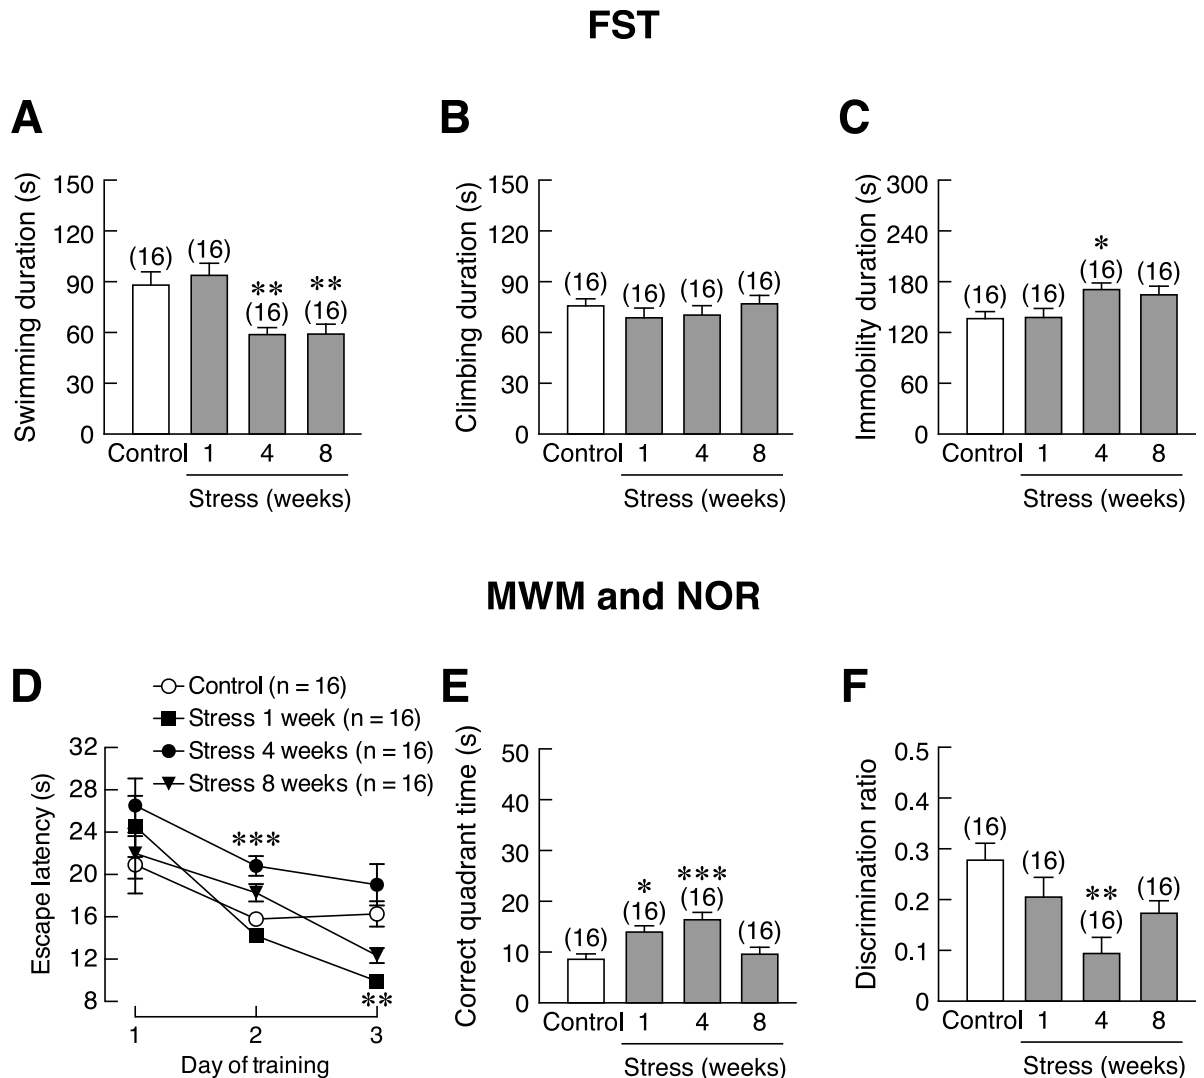 FST
A
Swimming duration (s)
150
120
90
60
30
0
(16)
(16)
**
(16)
**
(16)
Control 1 4 8
Stress (weeks)
B
Climbing duration (s)
150
120
90
60
30
0
(16)
(16)
(16)
(16)
Control 1 4 8
Stress (weeks)
C
Immobility duration (s)
300
240
180
120
60
0
(16)
(16)
*
(16)
(16)
Control 1 4 8
Stress (weeks)
MWM and NOR
D
Control (n = 16)
Stress 1 week (n = 16)
Stress 4 weeks (n = 16)
Stress 8 weeks (n = 16)
Escape latency (s)
32
28
24
20
16
12
8
***
**
1 2 3
Day of training
E
Correct quadrant time (s)
50
40
30
20
10
0
(16)
*
(16)
***
(16)
(16)
Control 1 4 8
Stress (weeks)
F
Discrimination ratio
0.5
0.4
0.3
0.2
0.1
0
(16)
(16)
**
(16)
(16)
Control 1 4 8
Stress (weeks)